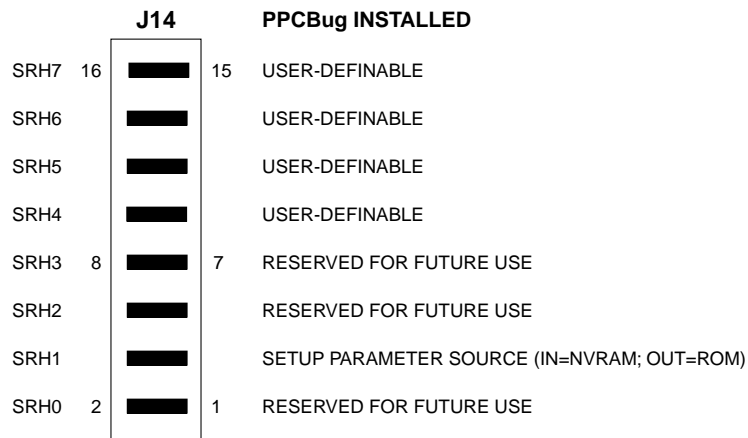 J14 PPCBug INSTALLED
SRH7 16 15 USER-DEFINABLE
SRH6 USER-DEFINABLE
SRH5 USER-DEFINABLE
SRH4 USER-DEFINABLE
SRH3 8 7 RESERVED FOR FUTURE USE
SRH2 RESERVED FOR FUTURE USE
SRH1 SETUP PARAMETER SOURCE (IN=NVRAM; OUT=ROM)
SRH0 2 1 RESERVED FOR FUTURE USE